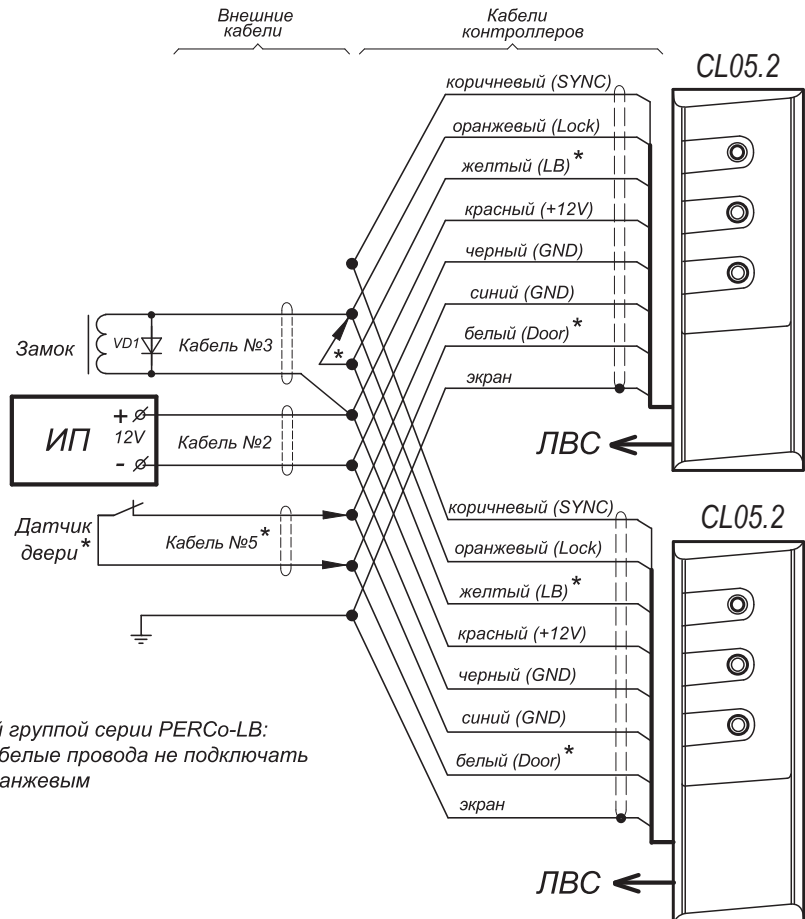 Внешние
кабели
Кабели
контроллеров
CL05.2
коричневый (SYNC)
оранжевый (Lock)
желтый (LB)*
красный (+12V)
черный (GND)
синий (GND)
белый (Door)*
экран
ЛВС
Замок
VD1
Кабель №3
*
ИП
+
12V
-
Кабель №2
Датчик
двери*
Кабель №5*
CL05.2
коричневый (SYNC)
оранжевый (Lock)
желтый (LB)*
красный (+12V)
черный (GND)
синий (GND)
белый (Door)*
экран
ЛВС
группой серии PERCo-LB:
белые провода не подключать